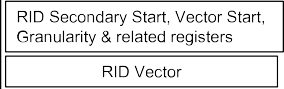 RID Secondary Start, Vector Start,
Granularity & related registers
RID Vector